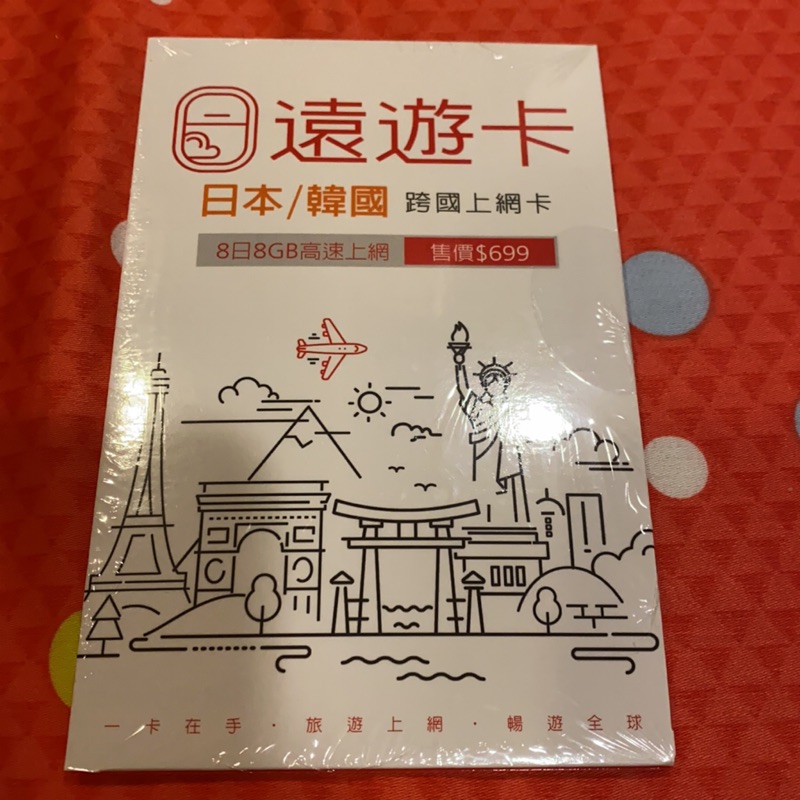 遠遊卡
日本/韓國 跨國上網卡
8日8GB高速上網 售價$699
一卡在手·旅遊上網·暢遊全球